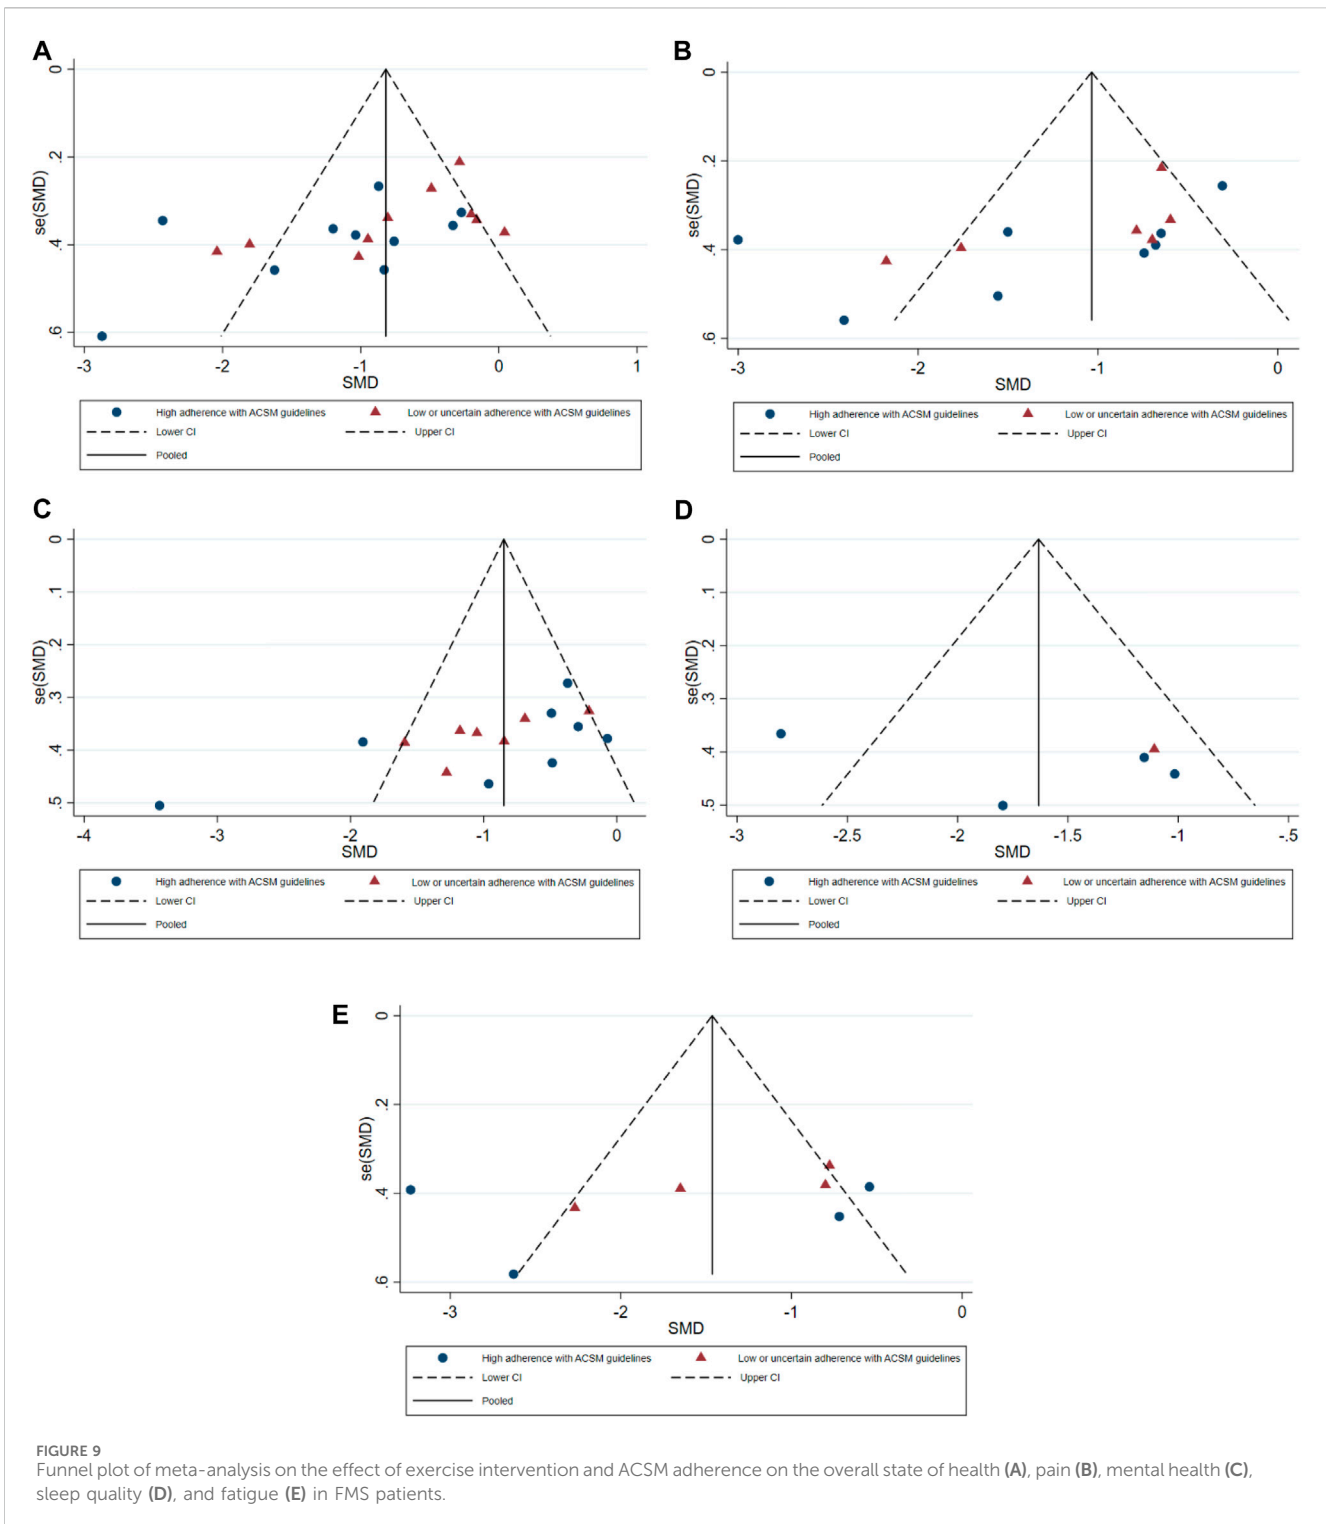 A
0
.2
.4
.6
se(SMD)
-3
-2
-1
0
1
SMD
High adherence with ACSM guidelines
Low or uncertain adherence with ACSM guidelines
Lower CI
Upper CI
Pooled
B
0
.2
.4
.6
se(SMD)
-3
-2
-1
0
SMD
High adherence with ACSM guidelines
Low or uncertain adherence with ACSM guidelines
Lower CI
Upper CI
Pooled
C
0
.1
.2
.3
.4
.5
se(SMD)
-4
-3
-2
-1
0
SMD
High adherence with ACSM guidelines
Low or uncertain adherence with ACSM guidelines
Lower CI
Upper CI
Pooled
D
0
.1
.2
.3
.4
.5
se(SMD)
-3
-2.5
-2
-1.5
-1
-.5
SMD
High adherence with ACSM guidelines
Low or uncertain adherence with ACSM guidelines
Lower CI
Upper CI
Pooled
E
0
.2
.4
.6
se(SMD)
-3
-2
-1
0
SMD
High adherence with ACSM guidelines
Low or uncertain adherence with ACSM guidelines
Lower CI
Upper CI
Pooled
FIGURE 9
Funnel plot of meta-analysis on the effect of exercise intervention and ACSM adherence on the overall state of health (A), pain (B), mental health (C),
sleep quality (D), and fatigue (E) in FMS patients.